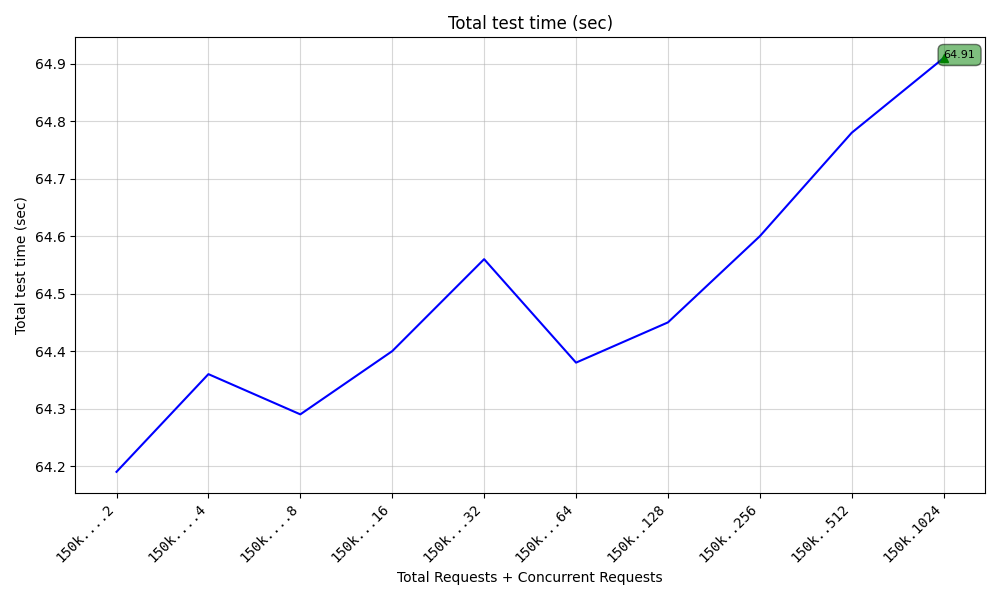 Total test time (sec)
64.91
Total test time (sec)
64.9
64.8
64.7
64.6
64.5
64.4
64.3
64.2
150k....2
150k....4
150k....8
150k...16
150k...32
150k...64
150k..128
150k..256
150k..512
150k.1024
Total Requests + Concurrent Requests